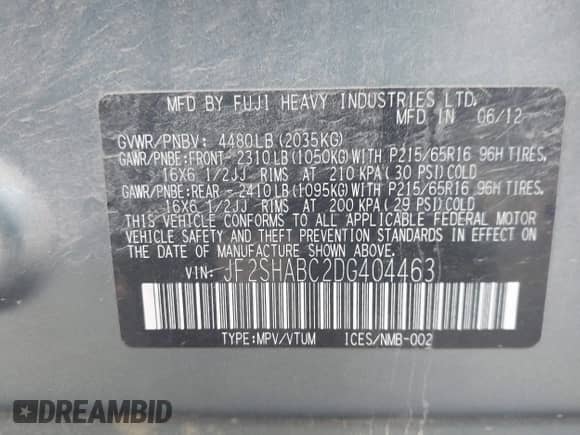 MFD BY FUJI HEAVY INDUSTRIES LTD.
MFD IN 06/12
GVWR/PNBV: 4480LB(2035KG)
GAWR/PNBE:FRONT-2310LB(1050KG)WITH P215/65R16 96H TIRES,
16X6 1/2JJ RIMS AT 210 KPA(30 PSI)COLD
GAWR/PNBE:REAR -2410LB(1095KG)WITH P215/65R16 96H TIRES,
16X6 1/2JJ RIMS AT 200 KPA(29 PSI)COLD
THIS VEHICLE CONFORMS TO ALL APPLICABLE FEDERAL MOTOR
VEHICLE SAFETY AND THEFT PREVENTION STANDARDS IN EFFECT ON
THE DATE OF MANUFACTURE SHOWN ABOVE.
VIN: JF2SHABC2DG404463
TYPE:MPV/VTUM ICES/NMB-002
DREAMBID